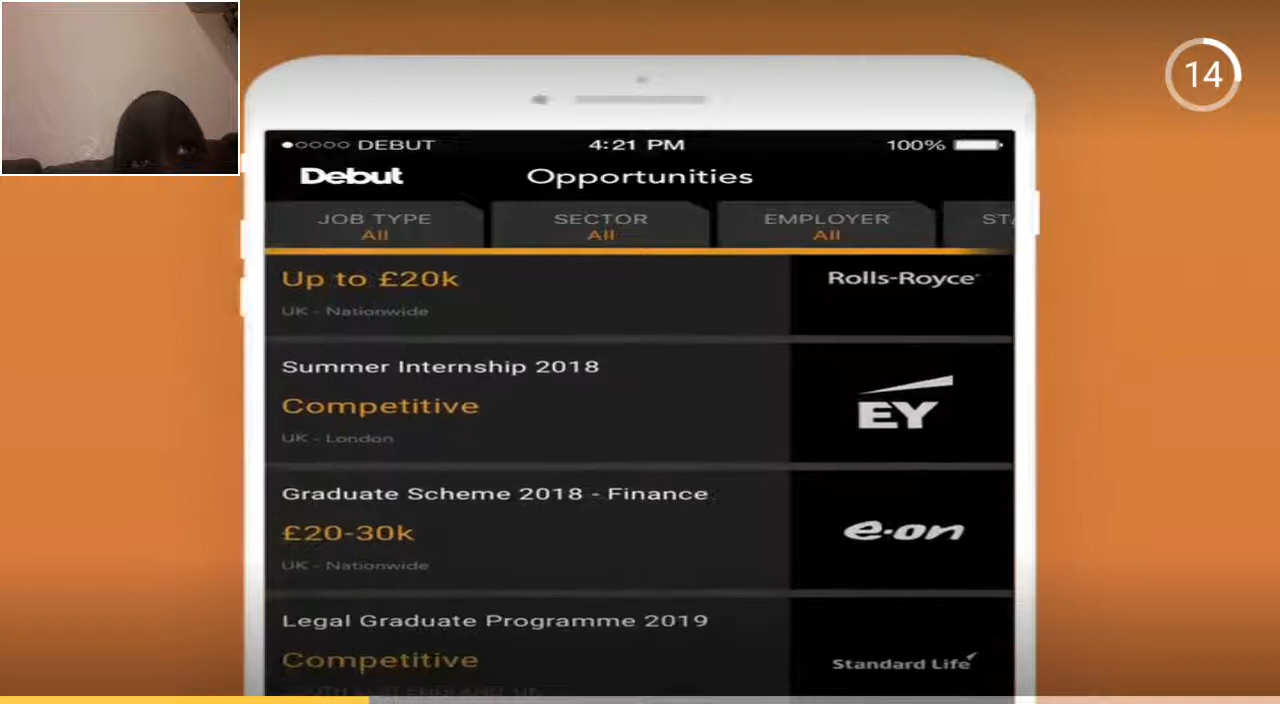 14
DEBUT 4:21 PM 100%
Debut Opportunities
JOB TYPE SECTOR EMPLOYER STA
All All All
Up to £20k
Rolls-Royce
UK - Nationwide
Summer Internship 2018
Competitive
EY
UK - London
Graduate Scheme 2018 - Finance
£20-30k
e·on
UK - Nationwide
Legal Graduate Programme 2019
Competitive
Standard Life